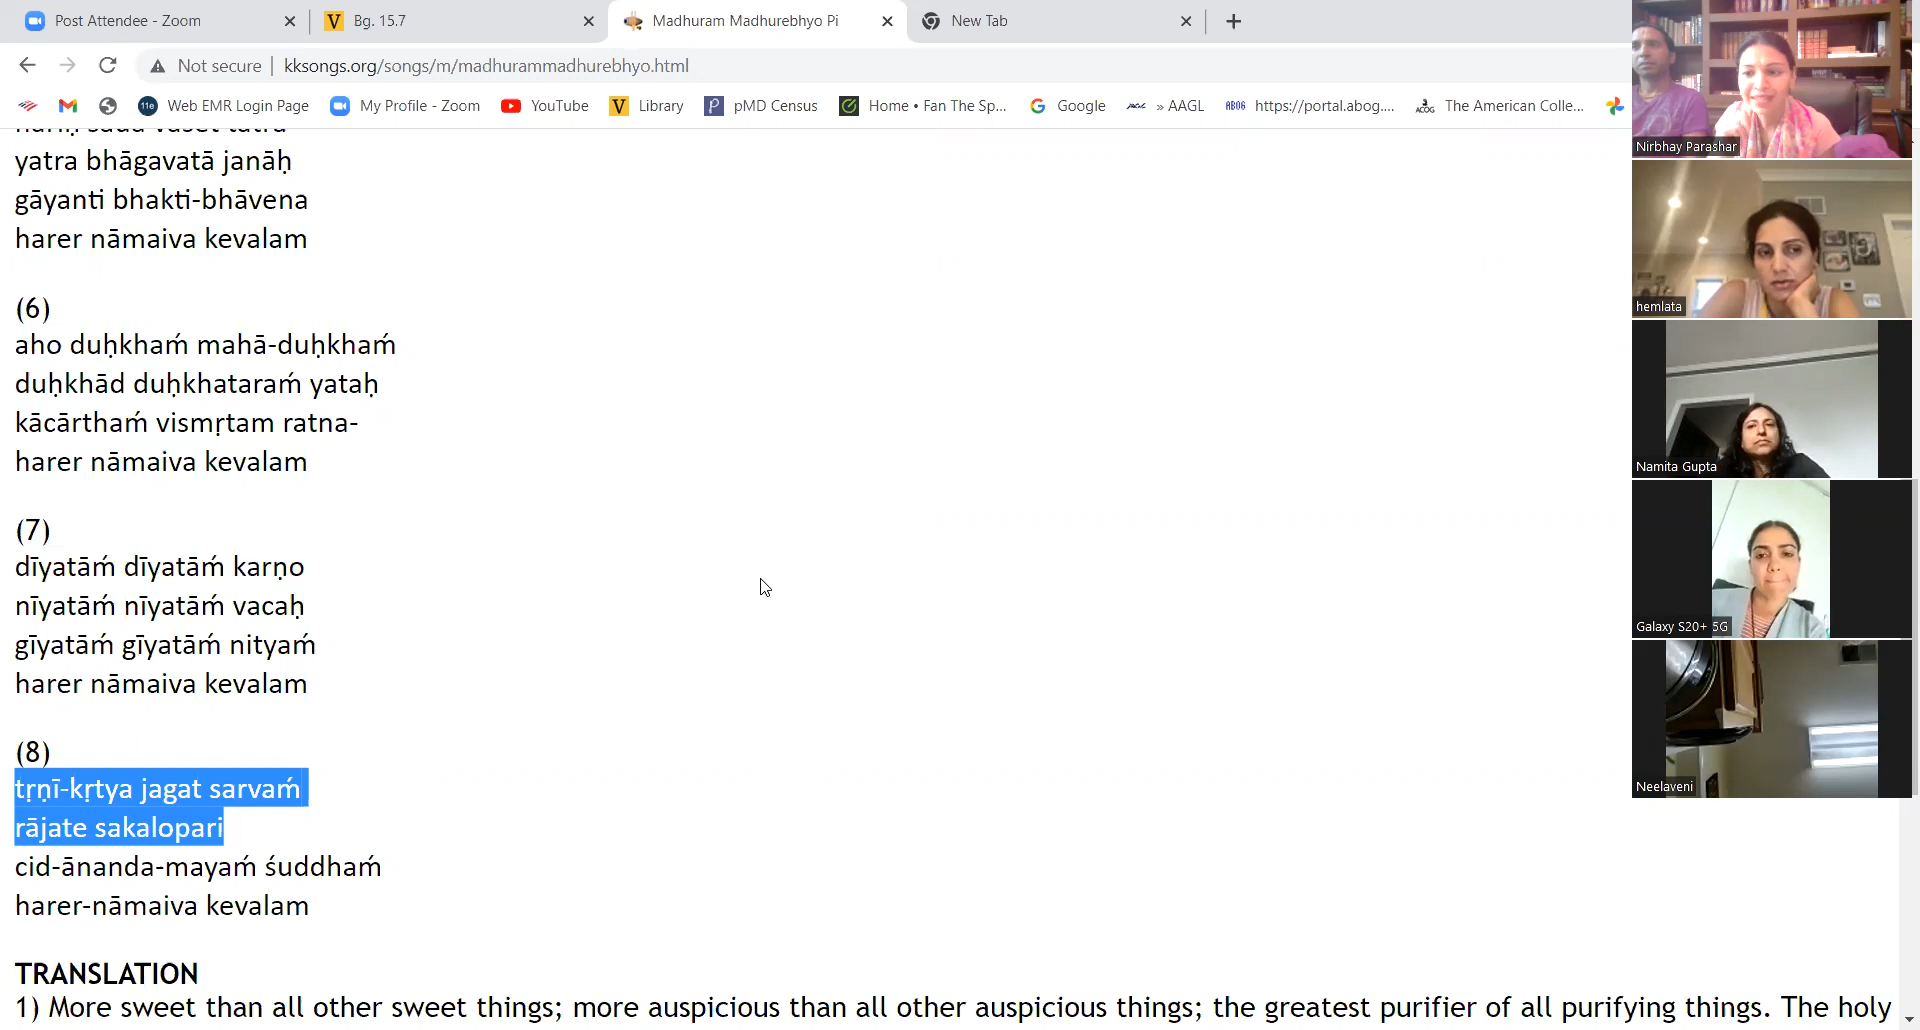 Post Attendee - Zoom
Bg. 15.7
Madhuram Madhurebhyo Pi
New Tab
Not secure
kksongs.org/songs/m/madhurammadhurebhyo.html
Web EMR Login Page
My Profile - Zoom
YouTube
Library
pMD Census
Home • Fan The Sp...
Google
» AAGL
https://portal.abog....
The American Colle...
yatra bhāgavatā janāḥ
gāyanti bhakti-bhāvena
harer nāmaiva kevalam
(6)
aho duḥkhaḿ mahā-duḥkhaḿ
duḥkhād duḥkhataraḿ yataḥ
kācārthaḿ vismṛtam ratna-
harer nāmaiva kevalam
(7)
dīyatāḿ dīyatāḿ karṇo
nīyatāḿ nīyatāḿ vacaḥ
gīyatāḿ gīyatāḿ nityaḿ
harer nāmaiva kevalam
(8)
tṛṇī-kṛtya jagat sarvaḿ
rājate sakalopari
cid-ānanda-mayaḿ śuddhaḿ
harer-nāmaiva kevalam
TRANSLATION
1) More sweet than all other sweet things; more auspicious than all other auspicious things; the greatest purifier of all purifying things. The holy
Nirbhay Parashar
hemlata
Namita Gupta
Galaxy S20+ 5G
Neelaveni